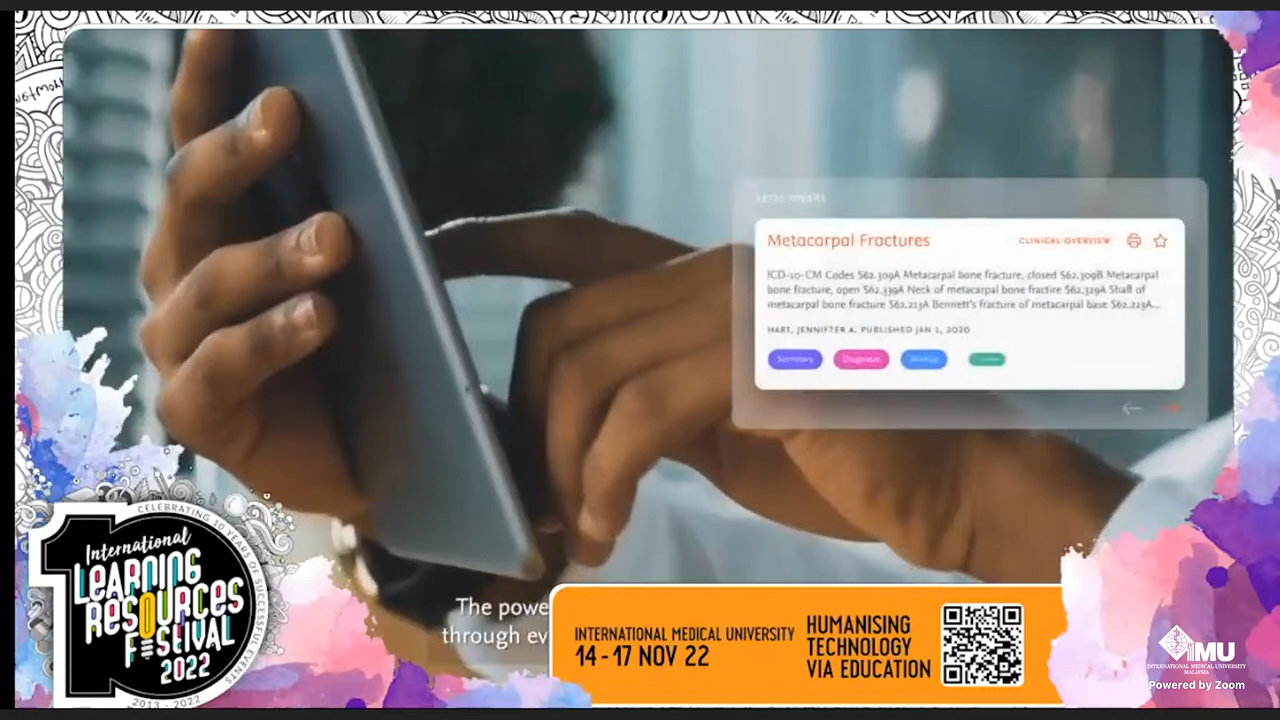 Metacarpal Fractures
CLINICAL OVERVIEW
ICD-10-CM Codes S62.309A Metacarpal bone fracture, closed S62.309B Metacarpal
bone fracture, open S62.339A Neck of metacarpal bone fractire S62.329A Shaft of
metacarpal bone fracture S62.213A Bennett's fracture of metacarpal base S62.223A...
HART, JENNIFTER A. PUBLISHED JAN 1, 2020
Summary
Diagnosis
The powe
through ev
CELEBRATING 10 YEARS OF SUCCESSFUL EVENTS
10
International
LEARNING
RESOURCES
FESTIVAL
2022
2013 - 2022
INTERNATIONAL MEDICAL UNIVERSITY
14 - 17 NOV 22
HUMANISING
TECHNOLOGY
VIA EDUCATION
IMU
INTERNATIONAL MEDICAL UNIVERSITY
MALAYSIA
Powered by Zoom